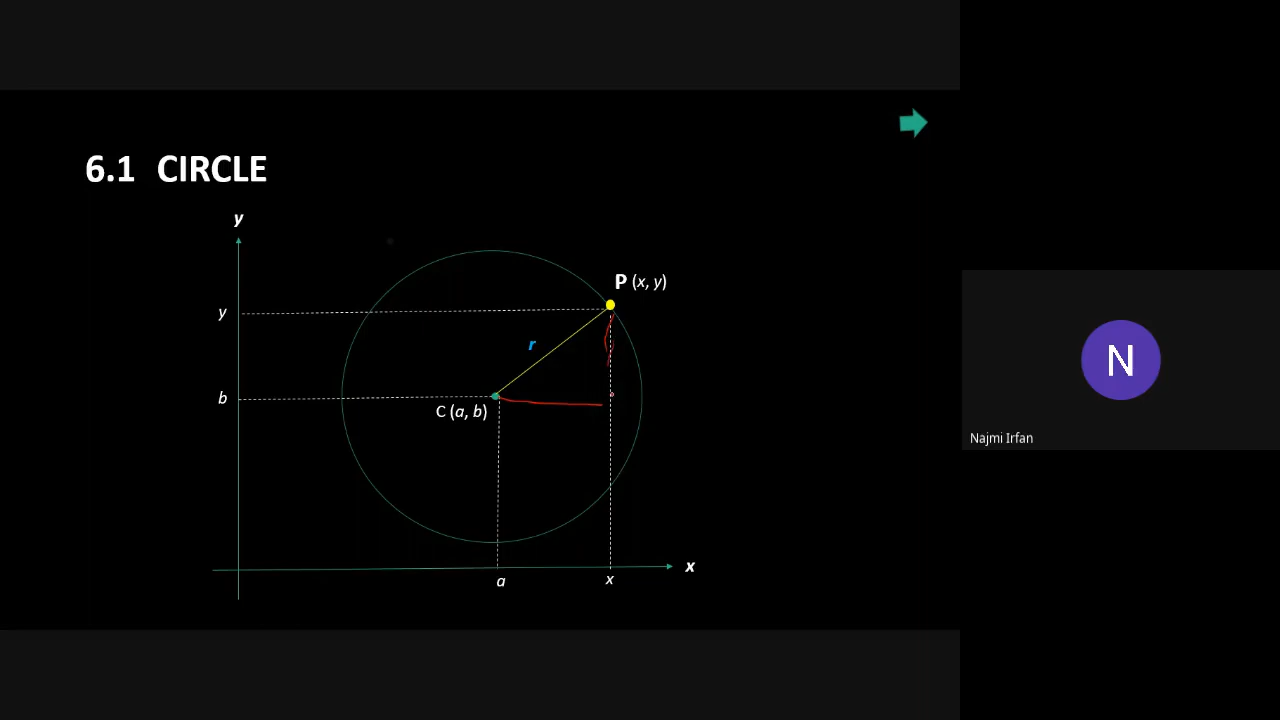 6.1 CIRCLE
y
P (x, y)
y
r
b
C (a, b)
x
a
x
N
Najmi Irfan